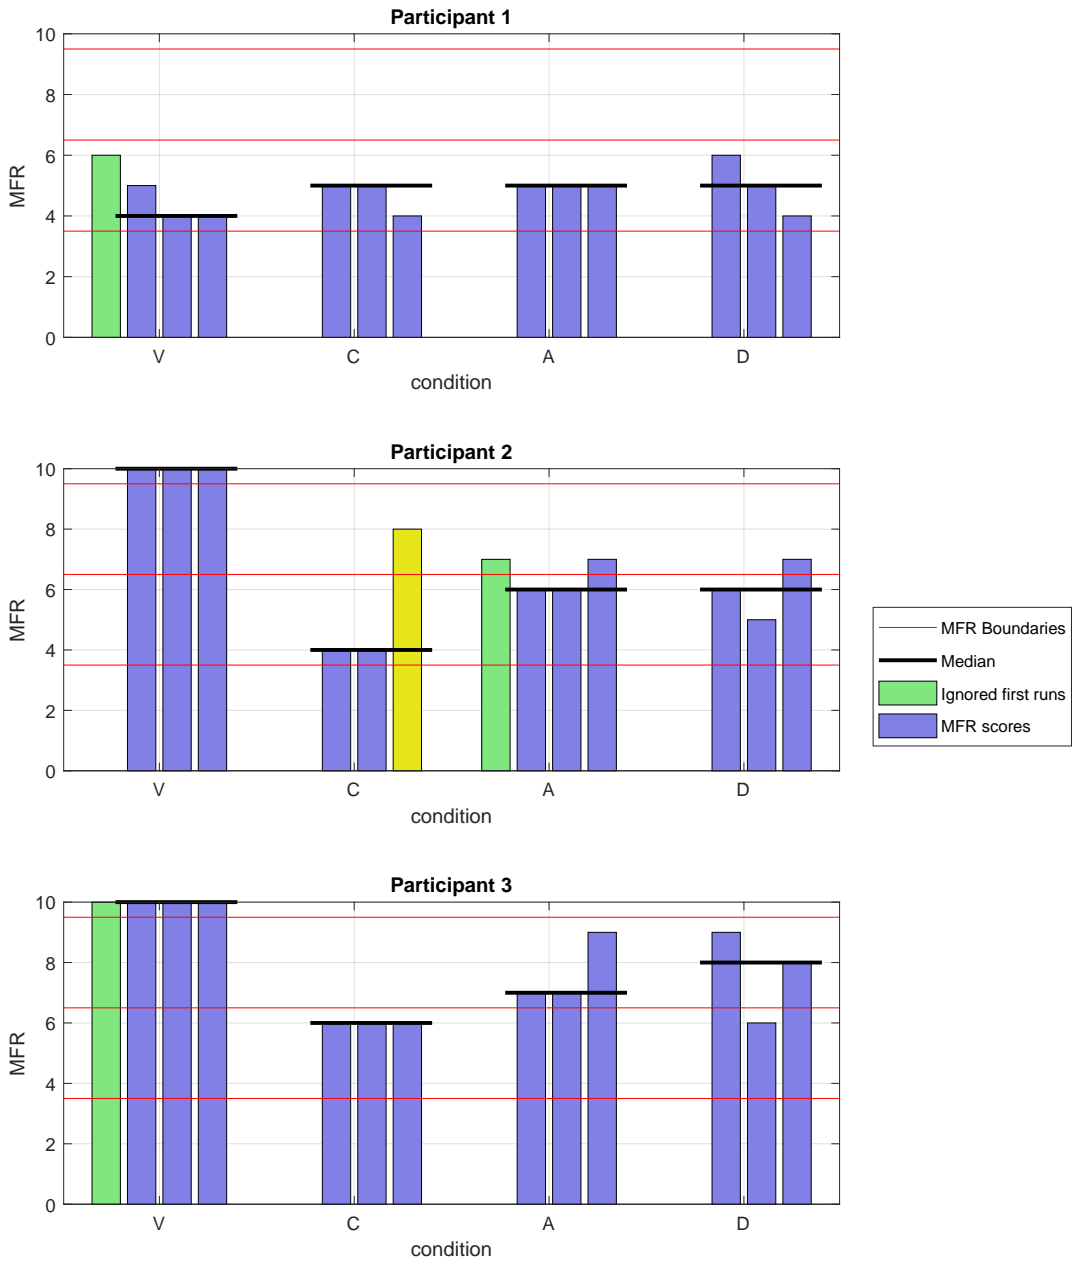 Participant 1
10
8
6
4
2
0
MFR
V C A D
condition
Participant 2
10
8
6
4
2
0
MFR
V C A D
condition
MFR Boundaries
Median
Ignored first runs
MFR scores
Participant 3
10
8
6
4
2
0
MFR
V C A D
condition